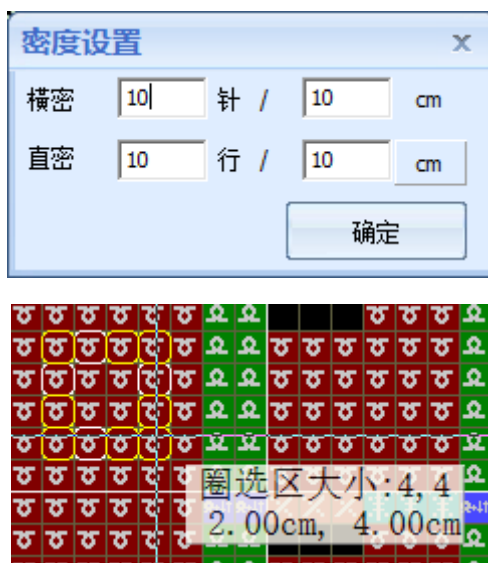 密度设置 x
横密 10 针 / 10 cm
直密 10 行 / 10 cm
确定
圈选区大小:4,4
2.00cm, 4.00cm